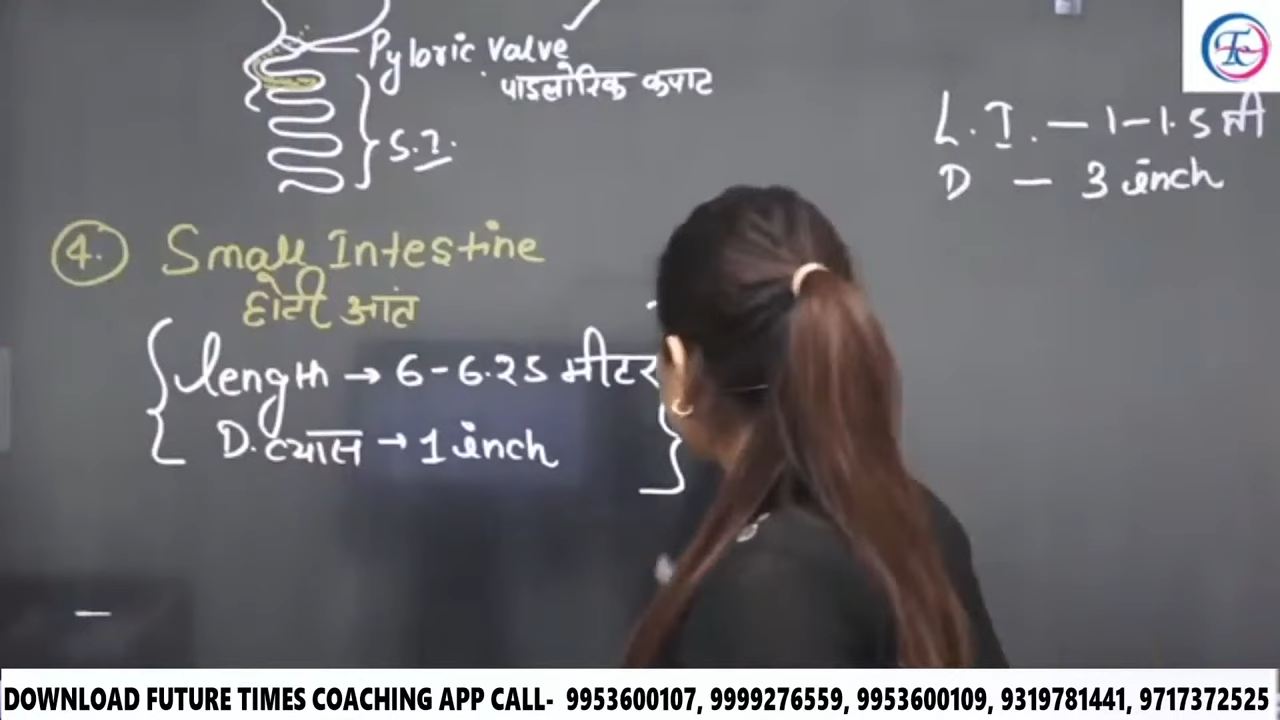 Pyloric valve
पाइलोरिक कपाट
S.I.
L.I. – 1-1.5 मी
D – 3 inch
4. Small Intestine
छोटी आंत
length → 6-6.25 मीटर
D. व्यास → 1 inch
DOWNLOAD FUTURE TIMES COACHING APP CALL- 9953600107, 9999276559, 9953600109, 9319781441, 9717372525